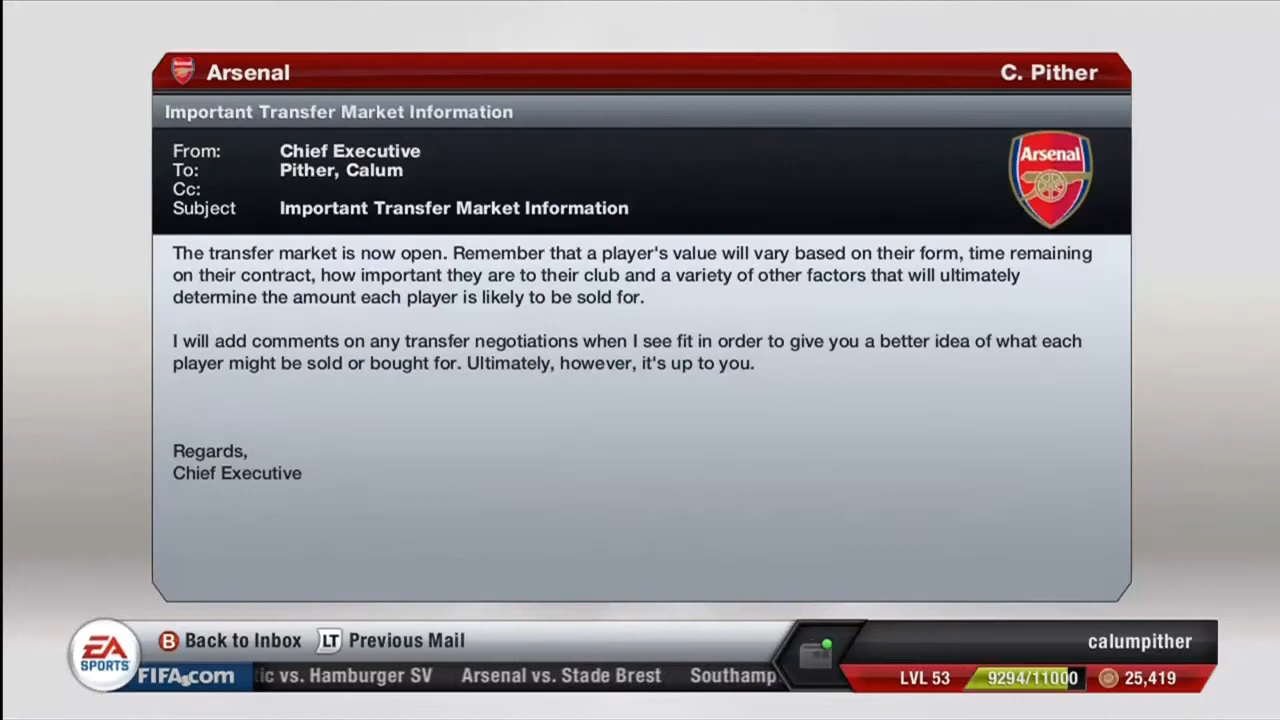 Arsenal
Arsenal
C. Pither
Important Transfer Market Information
From:
Chief Executive
To:
Pither, Calum
Cc:
Subject
Important Transfer Market Information
Arsenal
The transfer market is now open. Remember that a player's value will vary based on their form, time remaining
on their contract, how important they are to their club and a variety of other factors that will ultimately
determine the amount each player is likely to be sold for.
I will add comments on any transfer negotiations when I see fit in order to give you a better idea of what each
player might be sold or bought for. Ultimately, however, it's up to you.
Regards,
Chief Executive
EA
SPORTS
B Back to Inbox LT Previous Mail
calumpither
FIFA.com
tic vs. Hamburger SV Arsenal vs. Stade Brest Southamp
LVL 53 9294/11000 25,419